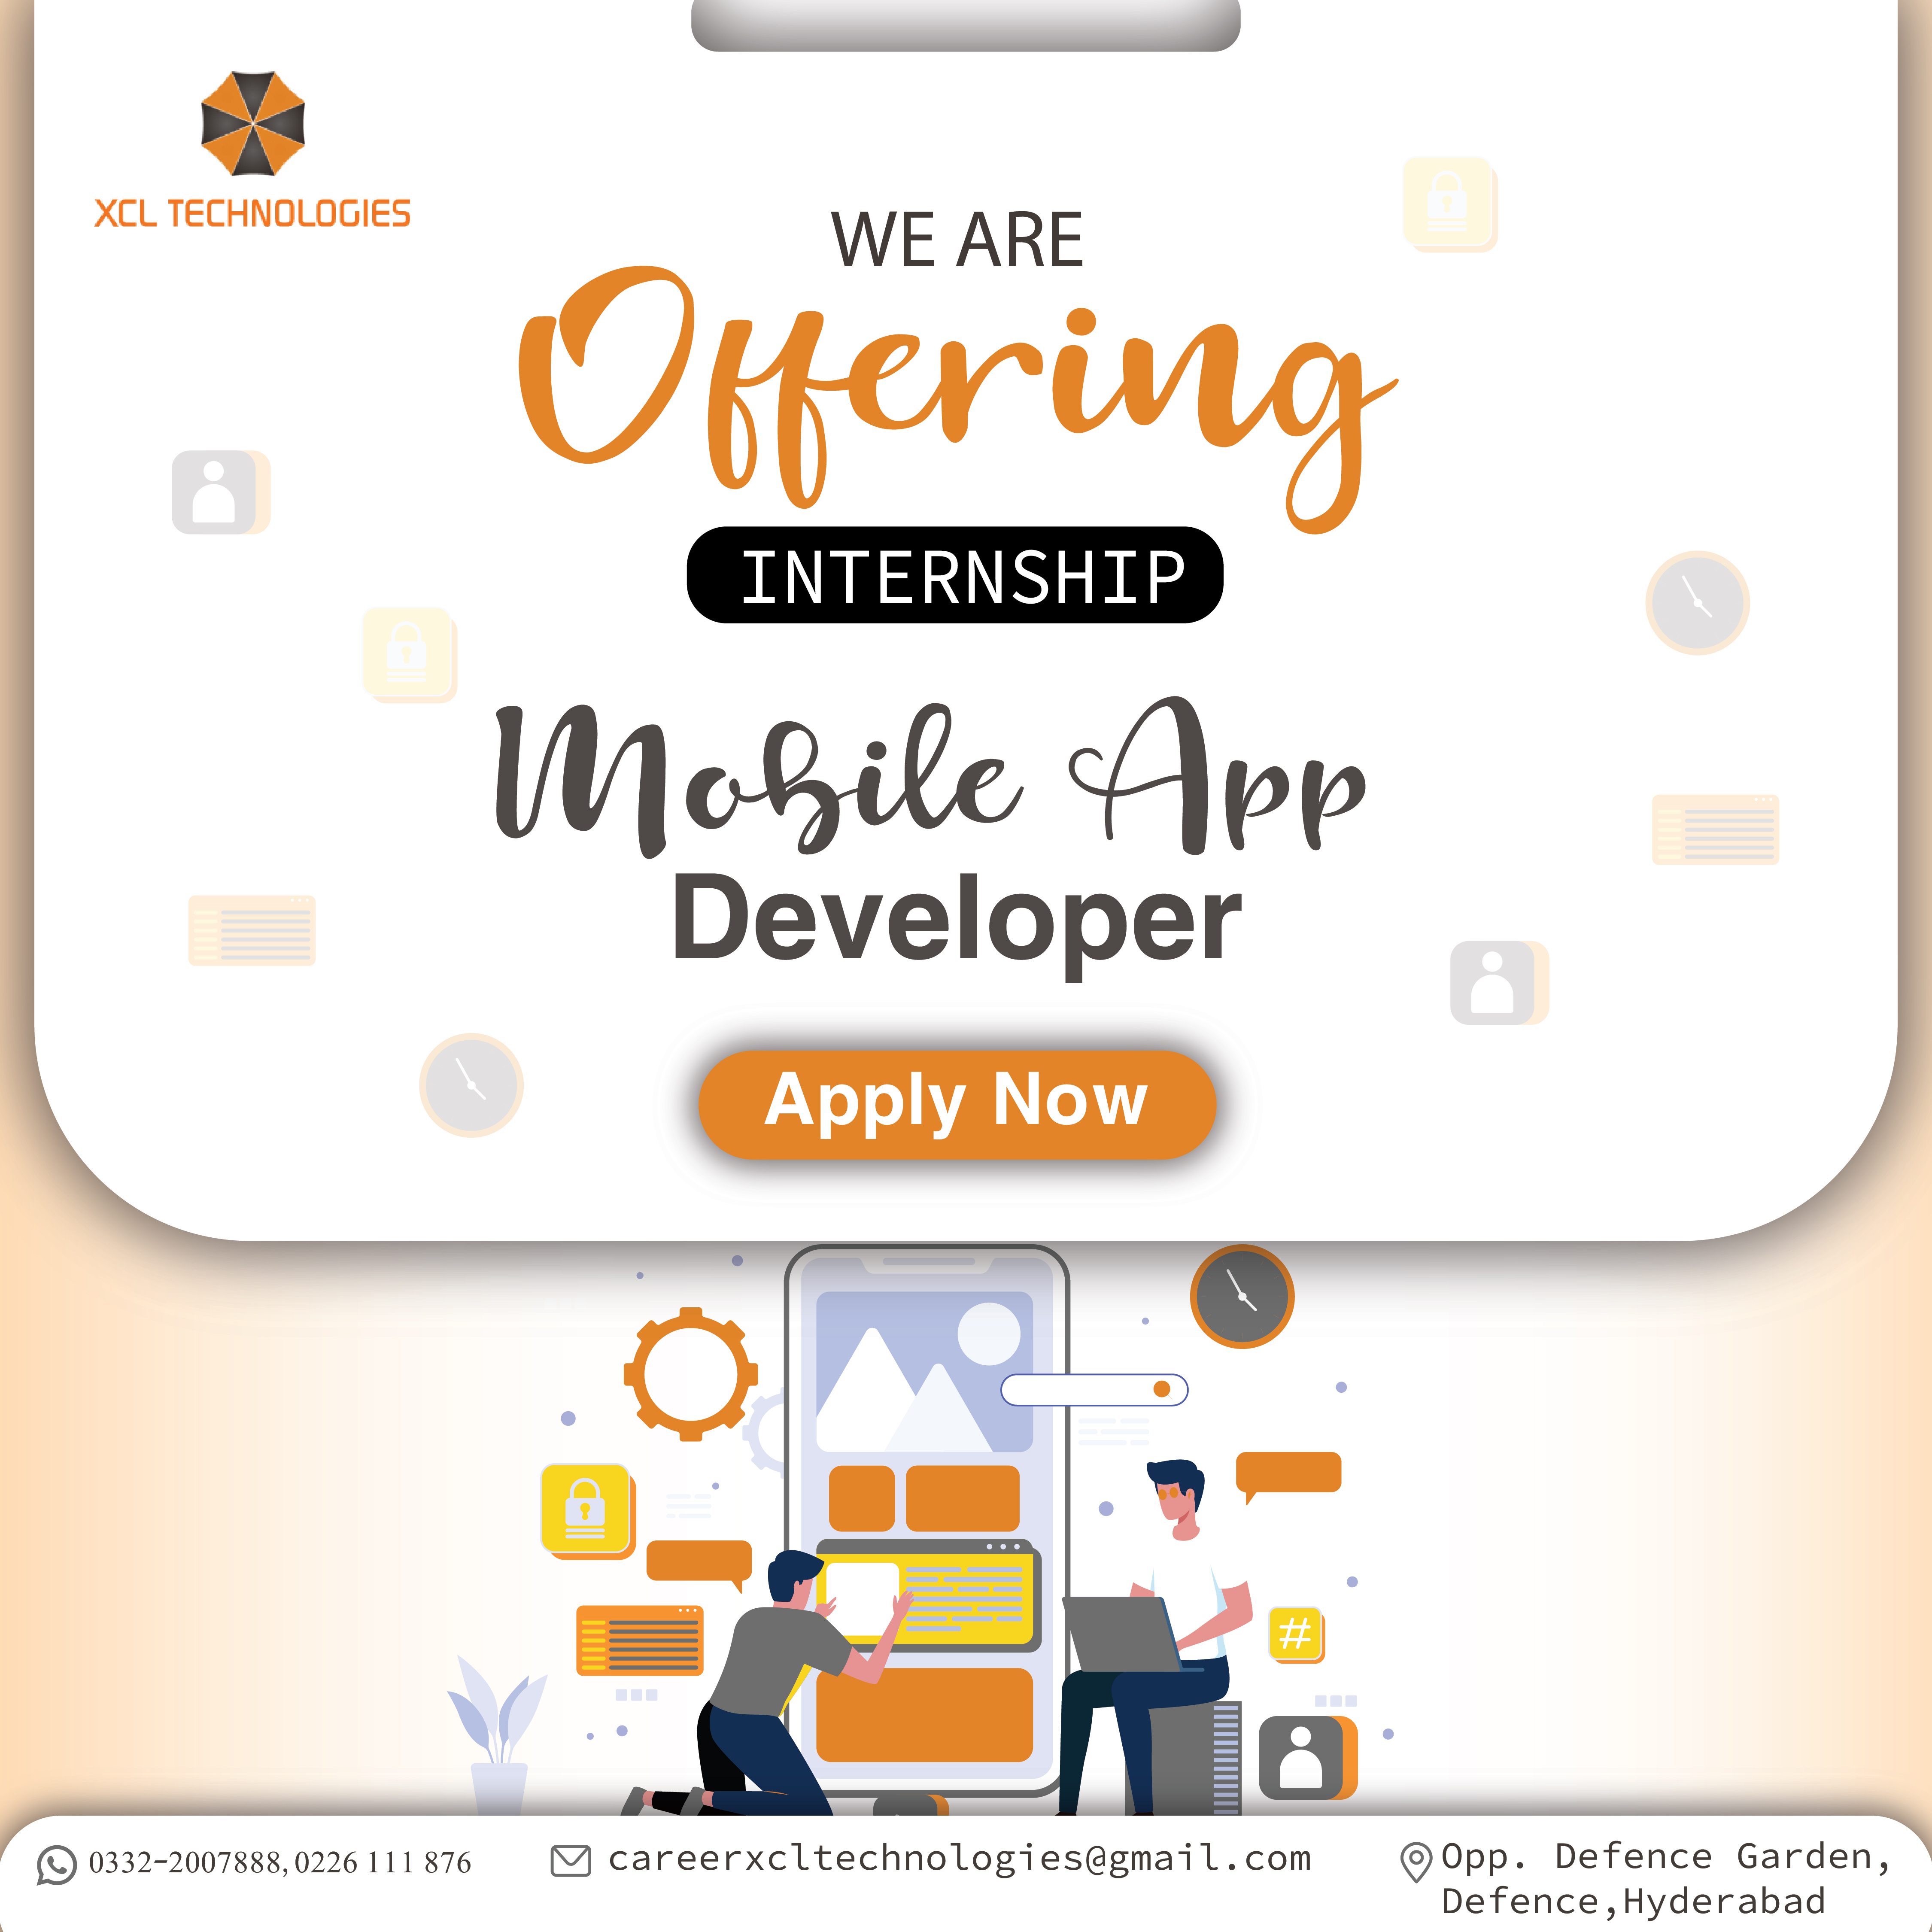 XCL TECHNOLOGIES
WE ARE
Offering
INTERNSHIP
Mobile App
Developer
Apply Now
#
0332-2007888, 0226 111 876
careerxcltechnologies@gmail.com
Opp. Defence Garden,
Defence,Hyderabad